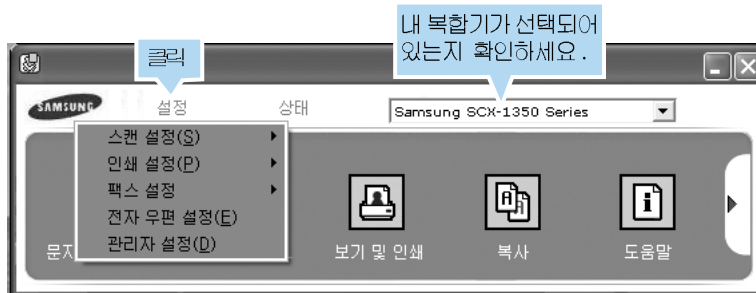 내 복합기가 선택되어
있는지 확인하세요.
클릭
SAMSUNG
설정
상태
Samsung SCX-1350 Series
스캔 설정(S)
인쇄 설정(P)
팩스 설정
전자 우편 설정(E)
관리자 설정(D)
문자
보기 및 인쇄
복사
도움말